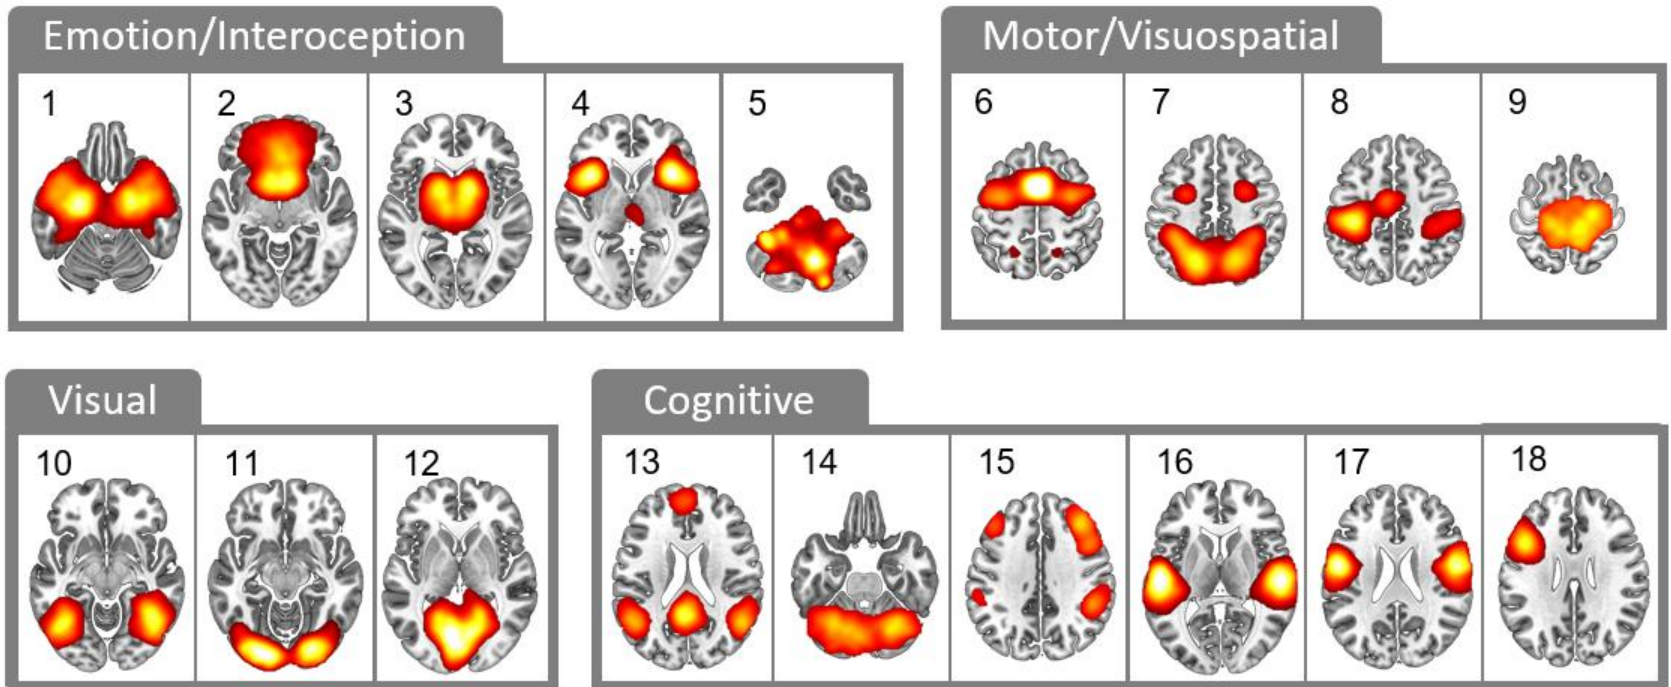 Emotion/Interoception
1 2 3 4 5
Motor/Visuospatial
6 7 8 9
Visual
10 11 12
Cognitive
13 14 15 16 17 18